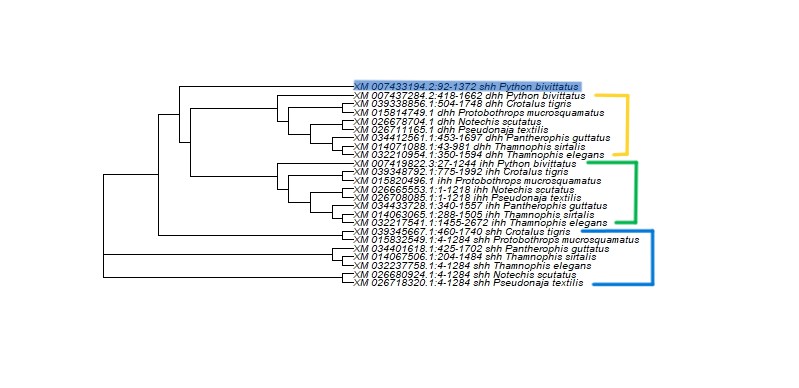 XM 007433194.2:92-1372 shh Python bivittatus
XM 007437284.2:418-1662 dhh Python bivittatus
XM 039338856.1:504-1748 dhh Crotalus tigris
XM 015814749.1 dhh Protobothrops mucrosquamatus
XM 026678704.1 dhh Notechis scutatus
XM 026711165.1 dhh Pseudonaja textilis
XM 034412561.1:453-1697 dhh Pantherophis guttatus
XM 014071088.1:43-981 dhh Thamnophis sirtalis
XM 032210954.1:350-1594 dhh Thamnophis elegans
XM 007419822.3:27-1244 ihh Python bivittatus
XM 039348792.1:775-1992 ihh Crotalus tigris
XM 015820496.1 ihh Protobothrops mucrosquamatus
XM 026665553.1:1-1218 ihh Notechis scutatus
XM 026708085.1:1-1218 ihh Pseudonaja textilis
XM 034433728.1:340-1557 ihh Pantherophis guttatus
XM 014063065.1:288-1505 ihh Thamnophis sirtalis
XM 032217541.1:1455-2672 ihh Thamnophis elegans
XM 039345667.1:460-1740 shh Crotalus tigris
XM 015832549.1:4-1284 shh Protobothrops mucrosquamatus
XM 034401618.1:425-1702 shh Pantherophis guttatus
XM 014067506.1:204-1484 shh Thamnophis sirtalis
XM 032237758.1:4-1284 shh Thamnophis elegans
XM 026680924.1:4-1284 shh Notechis scutatus
XM 026718320.1:4-1284 shh Pseudonaja textilis